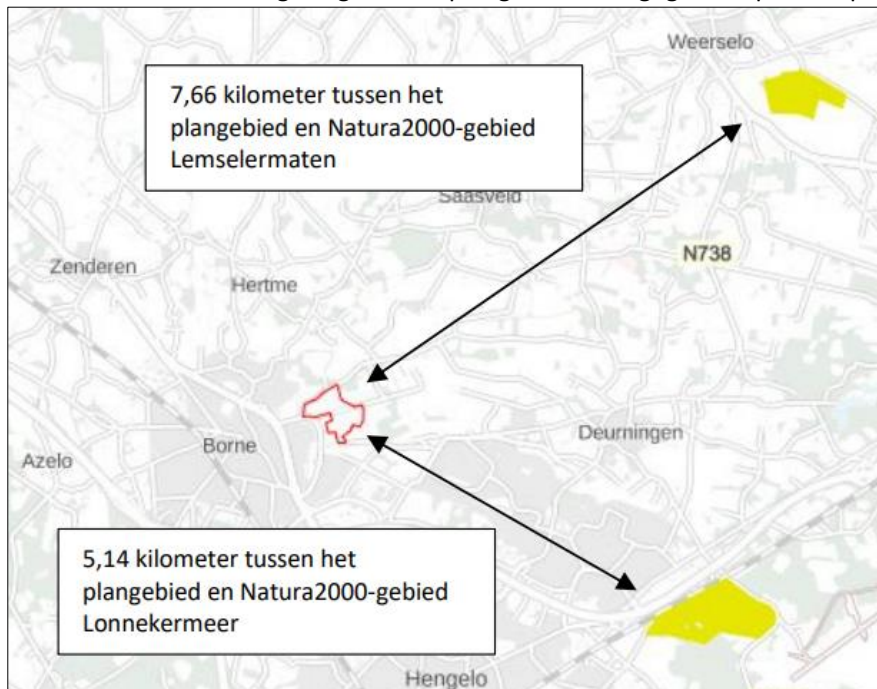 Weerselo
7,66 kilometer tussen het
plangebied en Natura2000-gebied
Lemselermaten
Saasveld
N738
Zenderen
Hertme
Deurningen
Borne
Azelo
5,14 kilometer tussen het
plangebied en Natura2000-gebied
Lonnekermeer
Hengelo